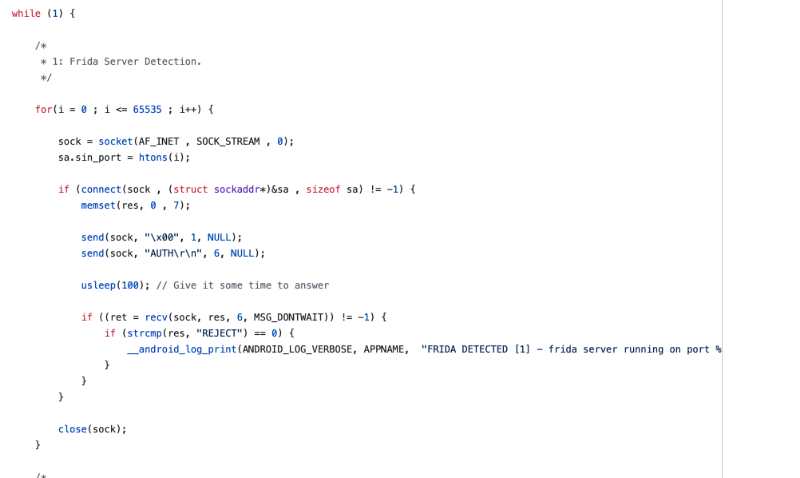 while (1) {
/*
* 1: Frida Server Detection.
*/
for(i = 0 ; i <= 65535 ; i++) {
sock = socket(AF_INET , SOCK_STREAM , 0);
sa.sin_port = htons(i);
if (connect(sock , (struct sockaddr*)&sa , sizeof sa) != -1) {
memset(res, 0 , 7);
send(sock, "\x00", 1, NULL);
send(sock, "AUTH\r\n", 6, NULL);
usleep(100); // Give it some time to answer
if ((ret = recv(sock, res, 6, MSG_DONTWAIT)) != -1) {
if (strcmp(res, "REJECT") == 0) {
__android_log_print(ANDROID_LOG_VERBOSE, APPNAME,  "FRIDA DETECTED [1] - frida server running on port %
}
}
}
close(sock);
}
/*